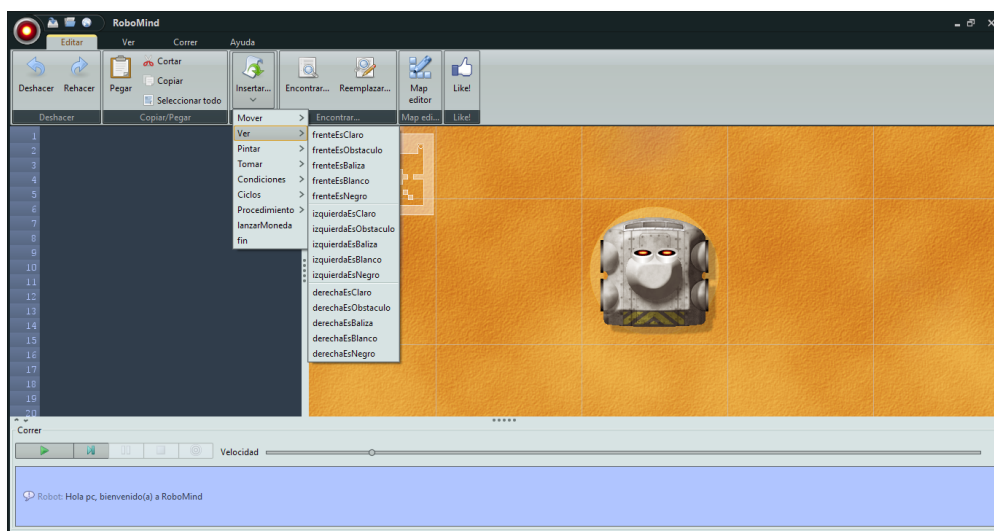 RoboMind
Editar Ver Correr Ayuda
Deshacer Rehacer Pegar Cortar
Copiar
Seleccionar todo
Insertar... Encontrar... Reemplazar... Map editor Like!
Deshacer Copiar/Pegar Encontrar... Map edi... Like!
Mover
Ver
Pintar
Tomar
Condiciones
Ciclos
Procedimiento
lanzarMoneda
fin
frenteEsClaro
frenteEsObstaculo
frenteEsBaliza
frenteEsBlanco
frenteEsNegro
izquierdaEsClaro
izquierdaEsObstaculo
izquierdaEsBaliza
izquierdaEsBlanco
izquierdaEsNegro
derechaEsClaro
derechaEsObstaculo
derechaEsBaliza
derechaEsBlanco
derechaEsNegro
1
2
3
4
5
6
7
8
9
10
11
12
13
14
15
16
17
18
19
20
Correr
Velocidad
Robot: Hola pc, bienvenido(a) a RoboMind